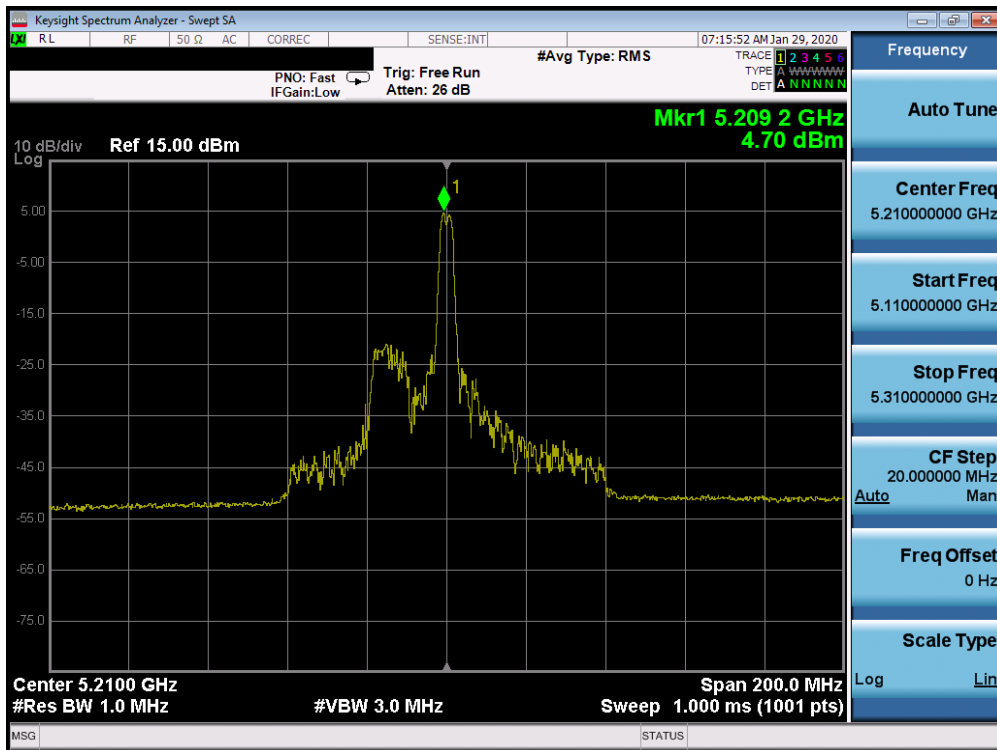 Keysight Spectrum Analyzer - Swept SA
LXI RL RF 50 Ω AC CORREC SENSE:INT 07:15:52 AM Jan 29, 2020
Frequency
#Avg Type: RMS
TRACE 1 2 3 4 5 6
PNO: Fast Trig: Free Run TYPE A WWWWW
IFGain:Low Atten: 26 dB DET A N N N N N
Auto Tune
Mkr1 5.209 2 GHz
4.70 dBm
10 dB/div Ref 15.00 dBm
Log
1
5.00
-5.00
-15.0
-25.0
-35.0
-45.0
-55.0
-65.0
-75.0
Center Freq
5.210000000 GHz
Start Freq
5.110000000 GHz
Stop Freq
5.310000000 GHz
CF Step
20.000000 MHz
Auto Man
Freq Offset
0 Hz
Scale Type
Log Lin
Center 5.2100 GHz Span 200.0 MHz
#Res BW 1.0 MHz #VBW 3.0 MHz Sweep 1.000 ms (1001 pts)
MSG STATUS